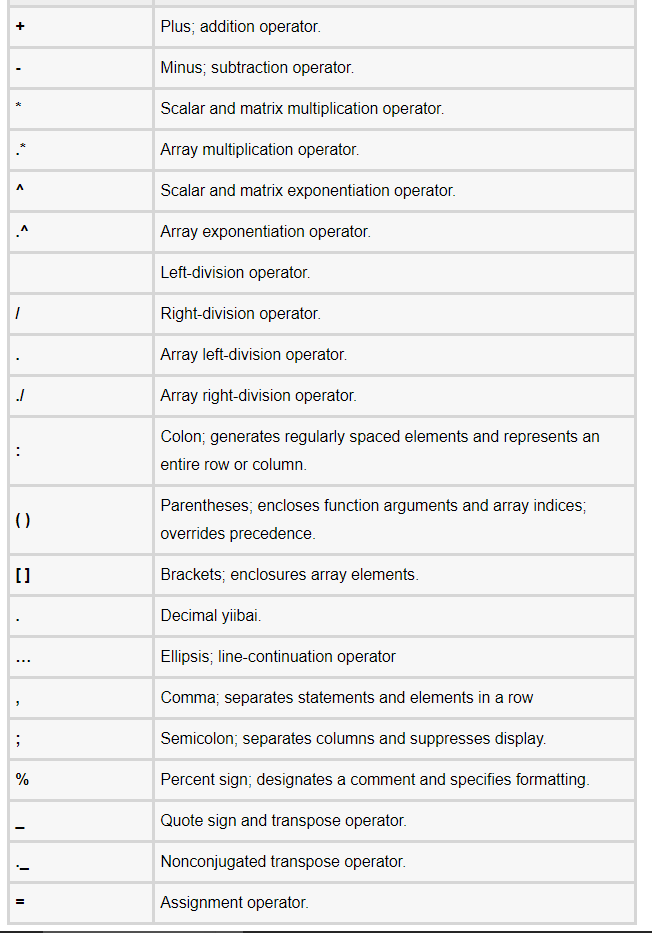 + Plus; addition operator.
- Minus; subtraction operator.
* Scalar and matrix multiplication operator.
.* Array multiplication operator.
^ Scalar and matrix exponentiation operator.
.^ Array exponentiation operator.
Left-division operator.
/ Right-division operator.
. Array left-division operator.
./ Array right-division operator.
: Colon; generates regularly spaced elements and represents an
entire row or column.
( ) Parentheses; encloses function arguments and array indices;
overrides precedence.
[ ] Brackets; enclosures array elements.
. Decimal yiibai.
… Ellipsis; line-continuation operator
, Comma; separates statements and elements in a row
; Semicolon; separates columns and suppresses display.
% Percent sign; designates a comment and specifies formatting.
_ Quote sign and transpose operator.
._ Nonconjugated transpose operator.
= Assignment operator.